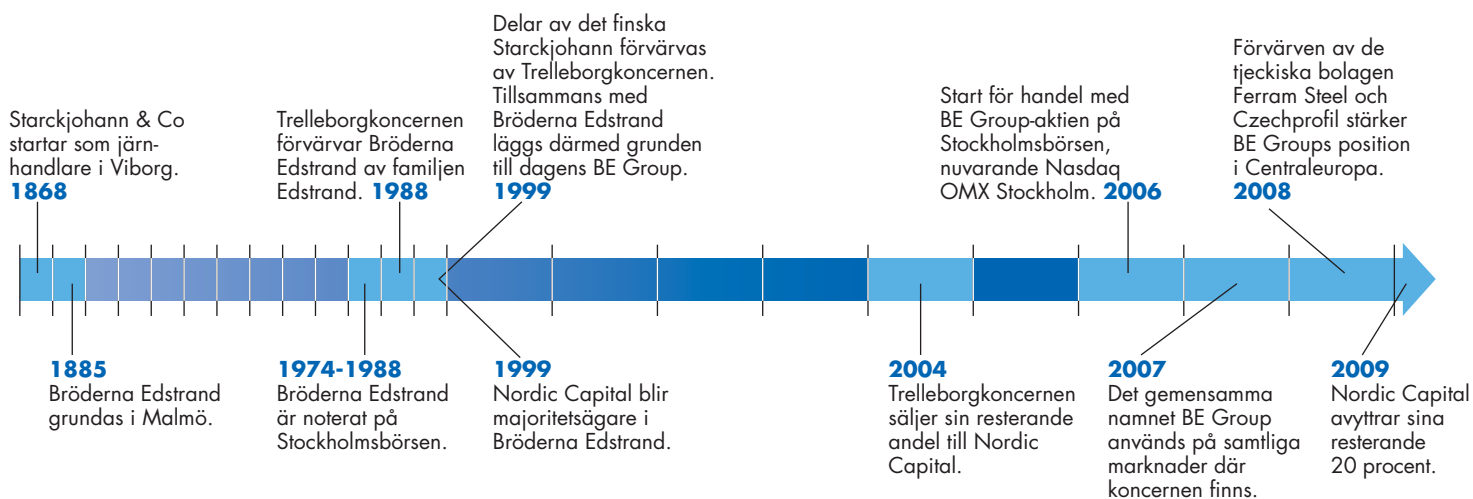 Starckjohann & Co
startar som järn-
handlare i Viborg.
1868
Trelleborgkoncernen
förvärvar Bröderna
Edstrand av familjen
Edstrand. 1988
Delar av det finska
Starckjohann förvärvas
av Trelleborgkoncernen.
Tillsammans med
Bröderna Edstrand
läggs därmed grunden
till dagens BE Group.
1999
Start för handel med
BE Group-aktien på
Stockholmsbörsen,
nuvarande Nasdaq
OMX Stockholm. 2006
Förvärven av de
tjeckiska bolagen
Ferram Steel och
Czechprofil stärker
BE Groups position
i Centraleuropa.
2008
1885
Bröderna Edstrand
grundas i Malmö.
1974-1988
Bröderna Edstrand
är noterat på
Stockholmsbörsen.
1999
Nordic Capital blir
majoritetsägare i
Bröderna Edstrand.
2004
Trelleborgkoncernen
säljer sin resterande
andel till Nordic
Capital.
2007
Det gemensamma
namnet BE Group
används på samtliga
marknader där
koncernen finns.
2009
Nordic Capital
avyttrar sina
resterande
20 procent.